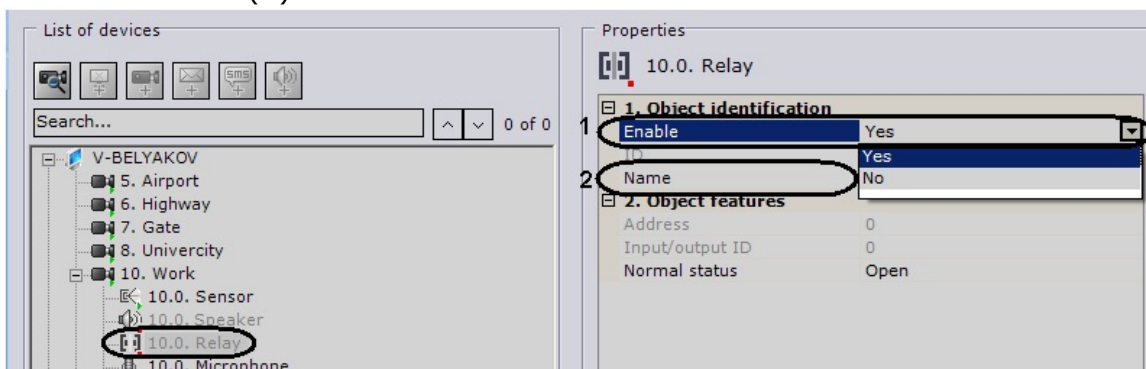 List of devices
sms
Search...
0 of 0
V-BELYAKOV
5. Airport
6. Highway
7. Gate
8. Univercity
10. Work
10.0. Sensor
10.0. Speaker
10.0. Relay
10.0. Microphone
Properties
10.0. Relay
1. Object identification
1 Enable Yes
ID Yes
2 Name No
2. Object features
Address 0
Input/output ID 0
Normal status Open